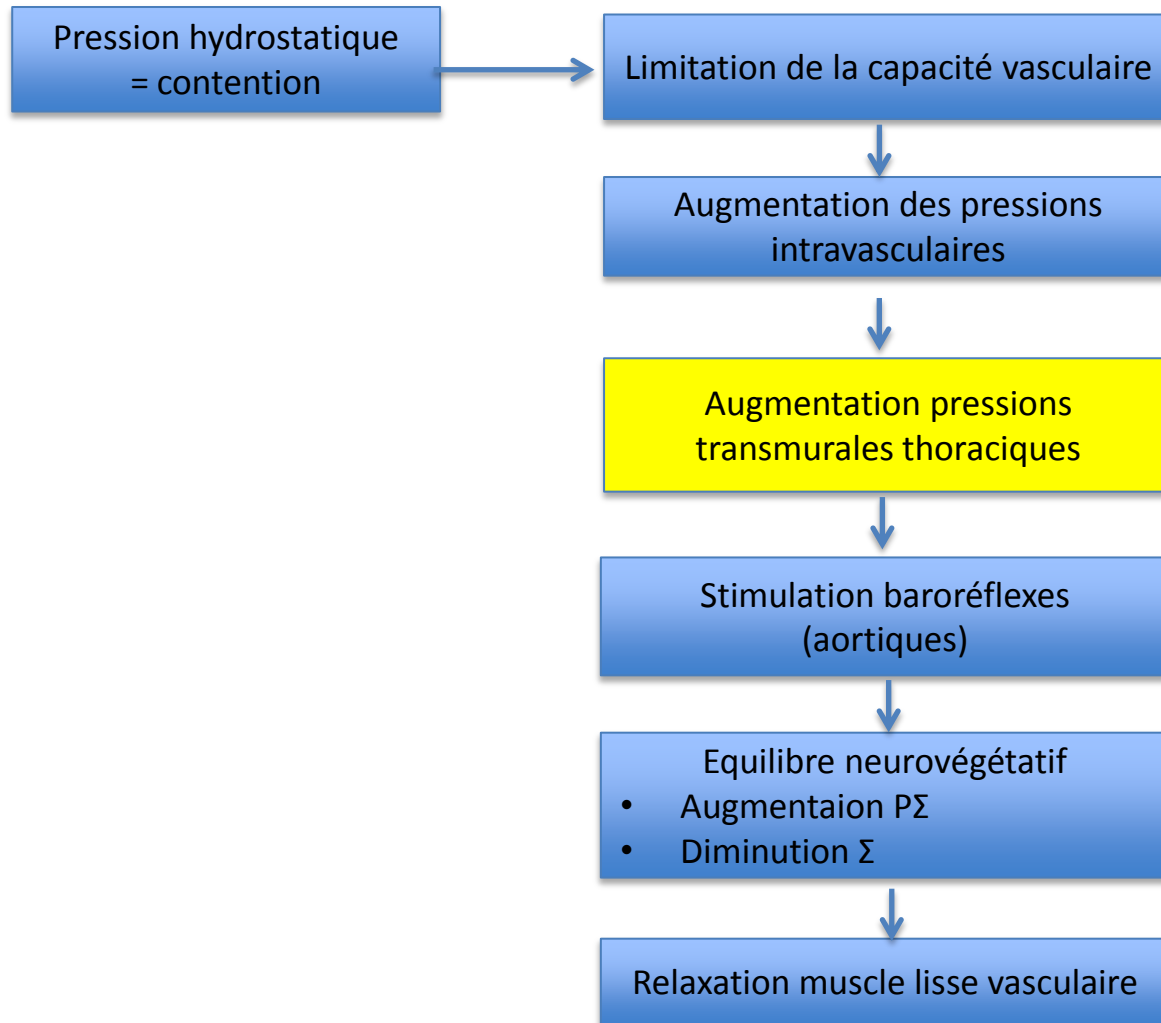 Pression hydrostatique
= contention
Limitation de la capacité vasculaire
Augmentation des pressions
intravasculaires
Augmentation pressions
transmurales thoraciques
Stimulation baroréflexes
(aortiques)
Equilibre neurovégétatif
• Augmentaion PΣ
• Diminution Σ
Relaxation muscle lisse vasculaire